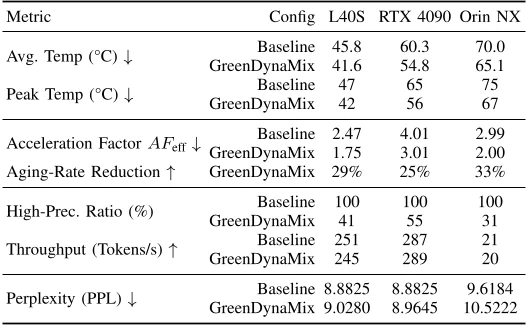 Metric Config L40S RTX 4090 Orin NX
Avg. Temp (°C) ↓ Baseline 45.8 60.3 70.0
GreenDynaMix 41.6 54.8 65.1
Peak Temp (°C) ↓ Baseline 47 65 75
GreenDynaMix 42 56 67
Acceleration Factor AFeff ↓ Baseline 2.47 4.01 2.99
GreenDynaMix 1.75 3.01 2.00
Aging-Rate Reduction ↑ GreenDynaMix 29% 25% 33%
High-Prec. Ratio (%) Baseline 100 100 100
GreenDynaMix 41 55 31
Throughput (Tokens/s) ↑ Baseline 251 287 21
GreenDynaMix 245 289 20
Perplexity (PPL) ↓ Baseline 8.8825 8.8825 9.6184
GreenDynaMix 9.0280 8.9645 10.5222